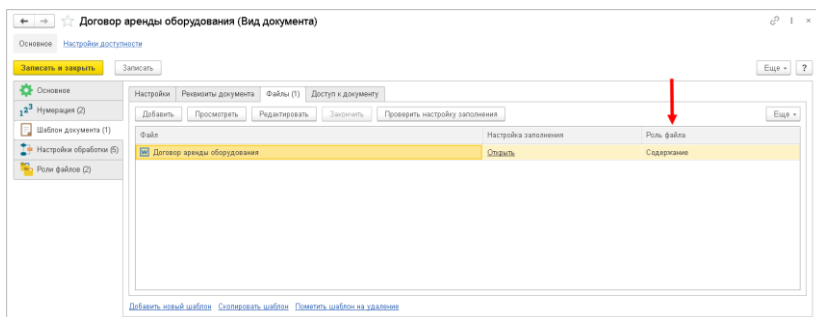 Договор аренды оборудования (Вид документа)
Основное Настройки доступности
Записать и закрыть Записать Еще ?
Основное
Нумерация (2)
Шаблон документа (1)
Настройки обработки (5)
Роли файлов (2)
Настройки Реквизиты документа Файлы (1) Доступ к документу
Добавить Просмотреть Редактировать Закончить Проверить настройку заполнения Еще
Файл Настройка заполнения Роль файла
Договор аренды оборудования Открыть Содержание
Добавить новый шаблон Скопировать шаблон Пометить шаблон на удаление